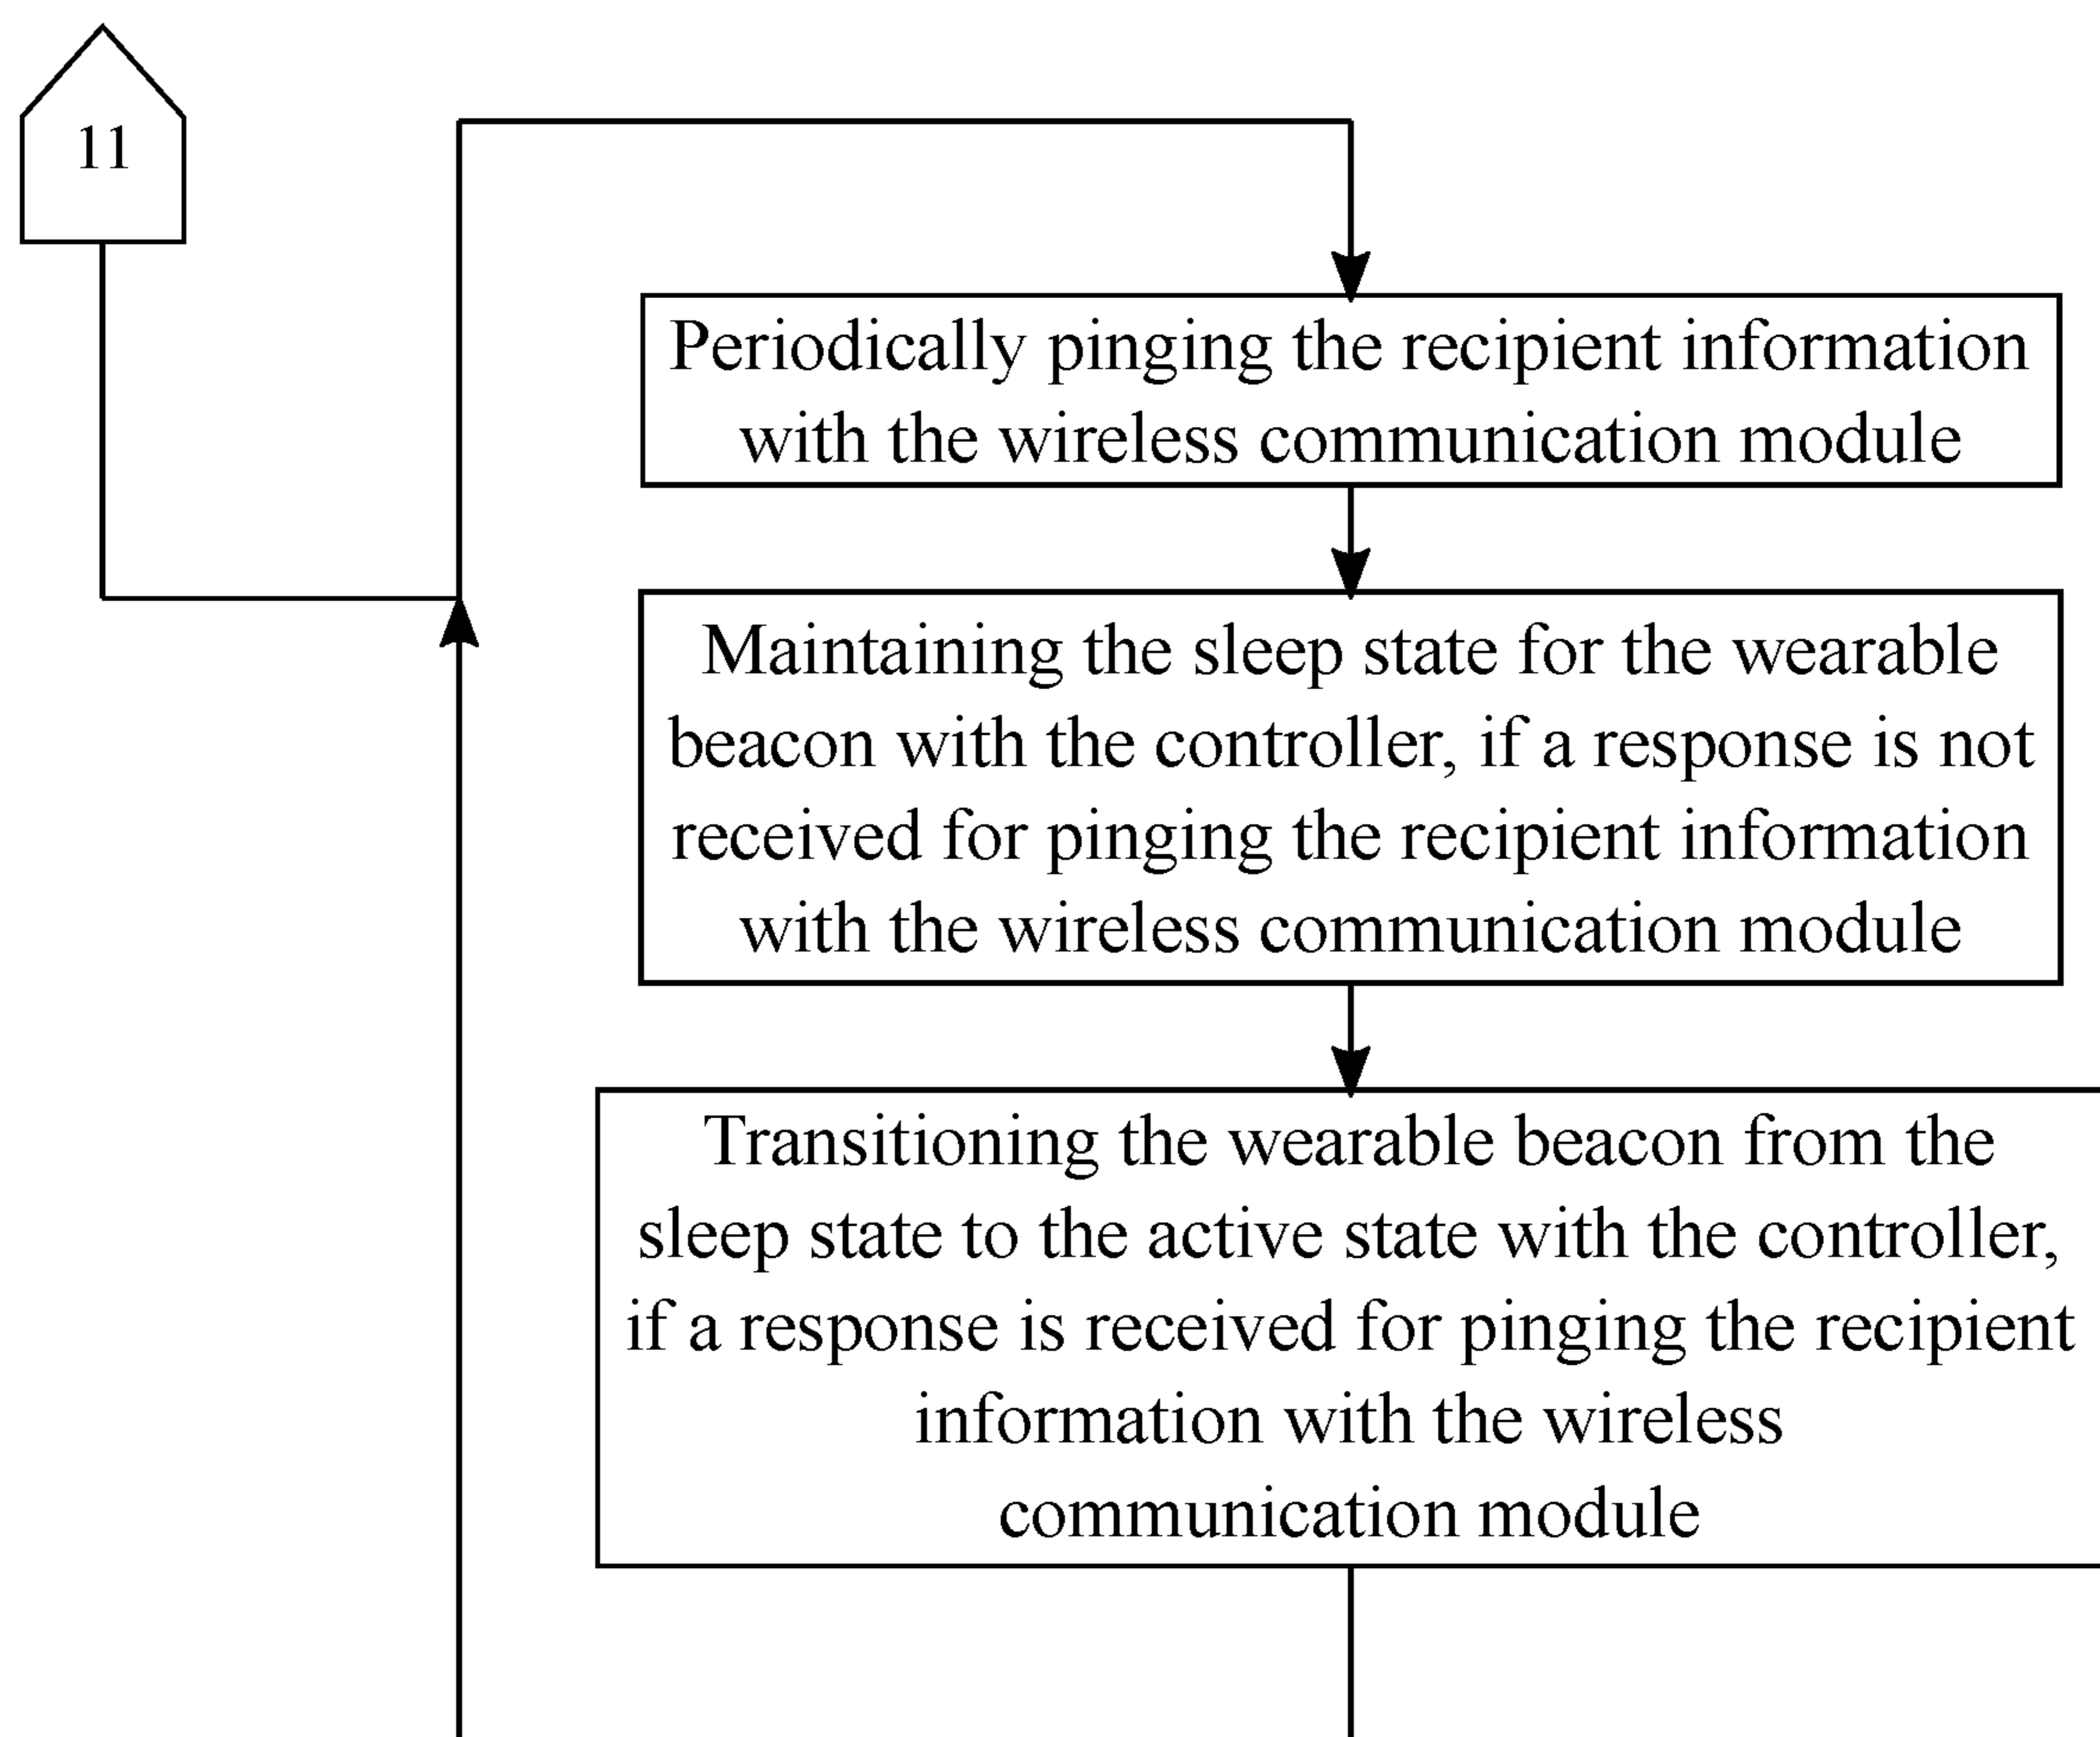 11
Periodically pinging the recipient information
with the wireless communication module
Maintaining the sleep state for the wearable
beacon with the controller, if a response is not
received for pinging the recipient information
with the wireless communication module
Transitioning the wearable beacon from the
sleep state to the active state with the controller,
if a response is received for pinging the recipient
information with the wireless
communication module